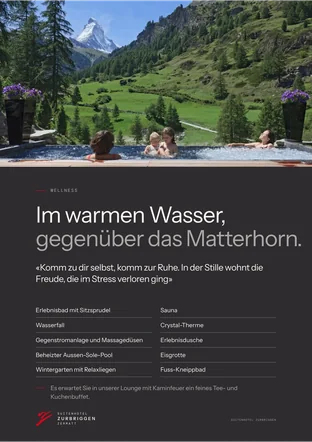 WELLNESS
Im warmen Wasser,
gegenüber das Matterhorn.
«Komm zu dir selbst, komm zur Ruhe. In der Stille wohnt die
Freude, die im Stress verloren ging»
Erlebnisbad mit Sitzsprudel
Sauna
Wasserfall
Crystal-Therme
Gegenstromanlage und Massagedüsen
Erlebnisdusche
Beheizter Aussen-Sole-Pool
Eisgrotte
Wintergarten mit Relaxliegen
Fuss-Kneippbad
Es erwartet Sie in unserer Lounge mit Kaminfeuer ein feines Tee- und
Kuchenbuffet.
GÄSTEHOTEL
ZURBRIGGEN
ZERMATT